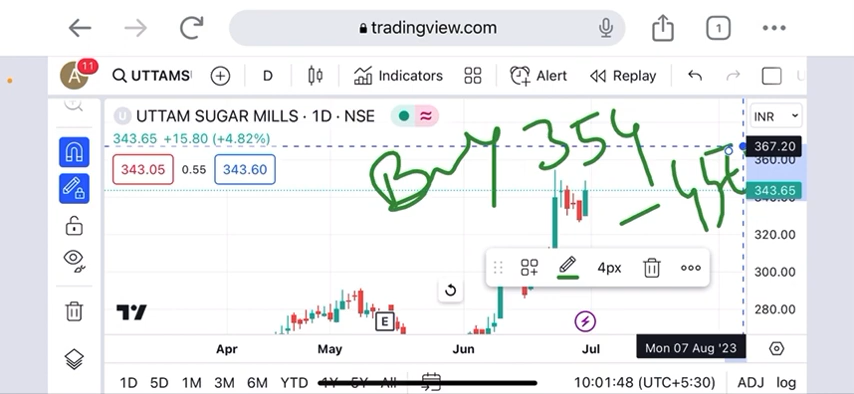 tradingview.com
1
A
11
UTTAMS
D
Indicators
Alert
Replay
U
UTTAM SUGAR MILLS · 1D · NSE
INR
343.65 +15.80 (+4.82%)
343.05
0.55
343.60
Buy 354
367.20
360.00
343.65
320.00
300.00
280.00
4px
E
Apr
May
Jun
Jul
Mon 07 Aug '23
1D 5D 1M 3M 6M YTD 1Y 5Y All
10:01:48 (UTC+5:30)
ADJ
log